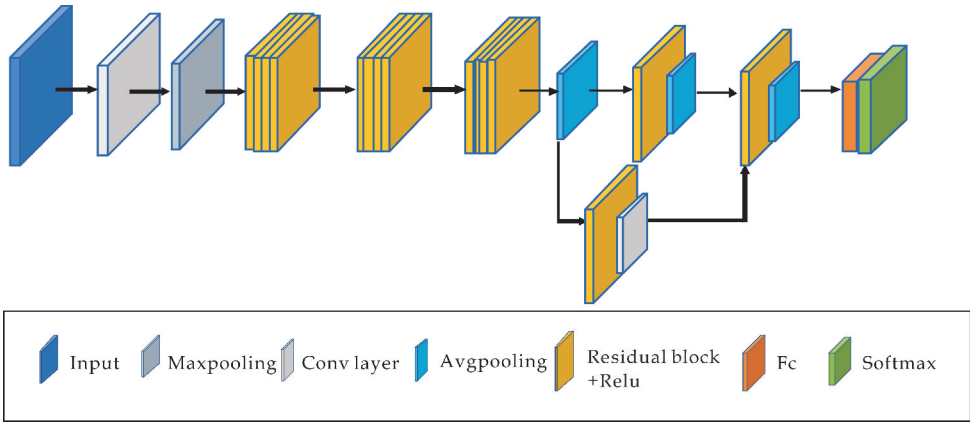 Input
Maxpooling
Conv layer
Avgpooling
Residual block
+Relu
Fc
Softmax